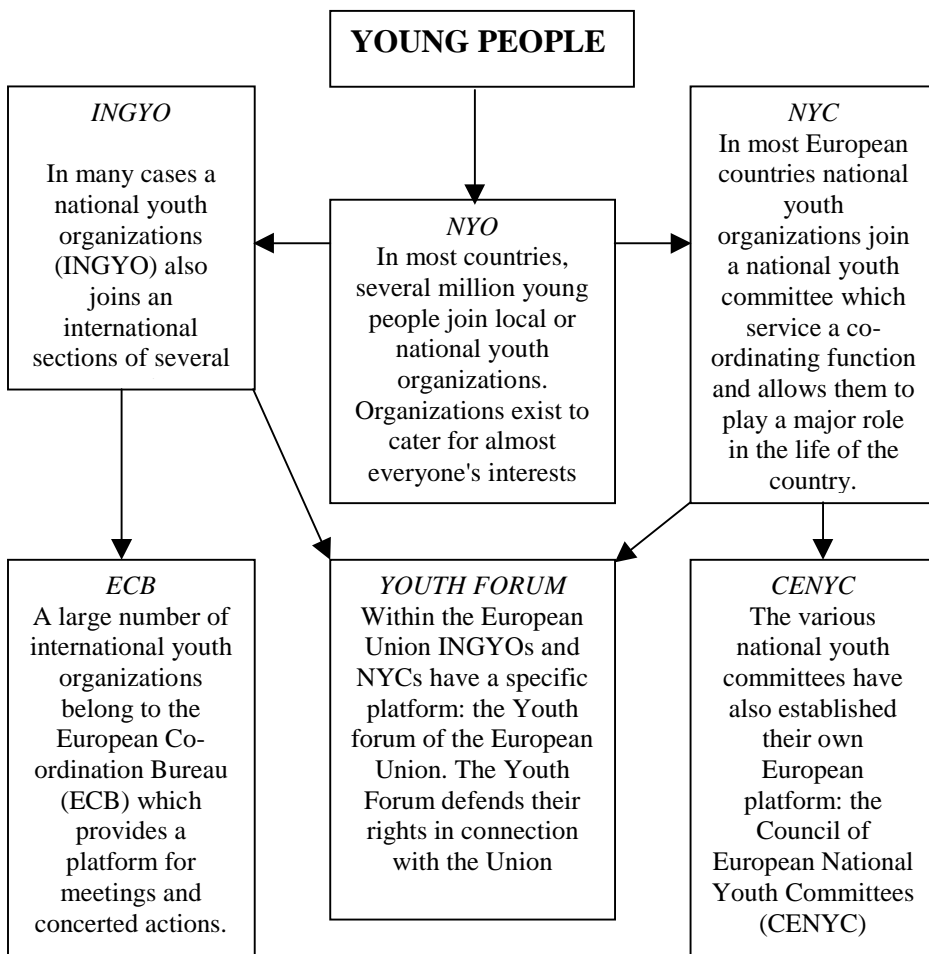 YOUNG PEOPLE
INGYO
In many cases a
national youth
organizations
(INGYO) also
joins an
international
sections of several
NYO
In most countries,
several million young
people join local or
national youth
organizations.
Organizations exist to
cater for almost
everyone's interests
NYC
In most European
countries national
youth
organizations join
a national youth
committee which
service a co-
ordinating function
and allows them to
play a major role
in the life of the
country.
ECB
A large number of
international youth
organizations
belong to the
European Co-
ordination Bureau
(ECB) which
provides a
platform for
meetings and
concerted actions.
YOUTH FORUM
Within the European
Union INGYOs and
NYCs have a specific
platform: the Youth
forum of the European
Union. The Youth
Forum defends their
rights in connection
with the Union
CENYC
The various
national youth
committees have
also established
their own
European
platform: the
Council of
European National
Youth Committees
(CENYC)